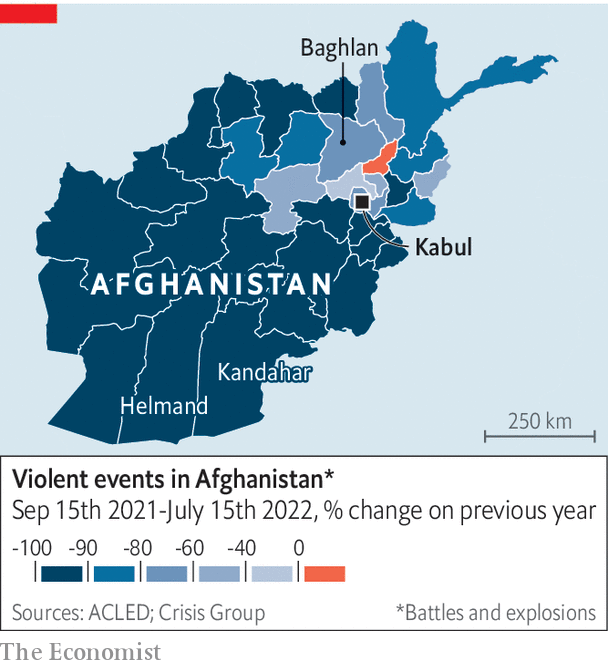 Baghlan
Kabul
AFGHANISTAN
Kandahar
Helmand
250 km
Violent events in Afghanistan*
Sep 15th 2021-July 15th 2022, % change on previous year
-100 -90 -80 -60 -40 0
Sources: ACLED; Crisis Group *Battles and explosions
The Economist